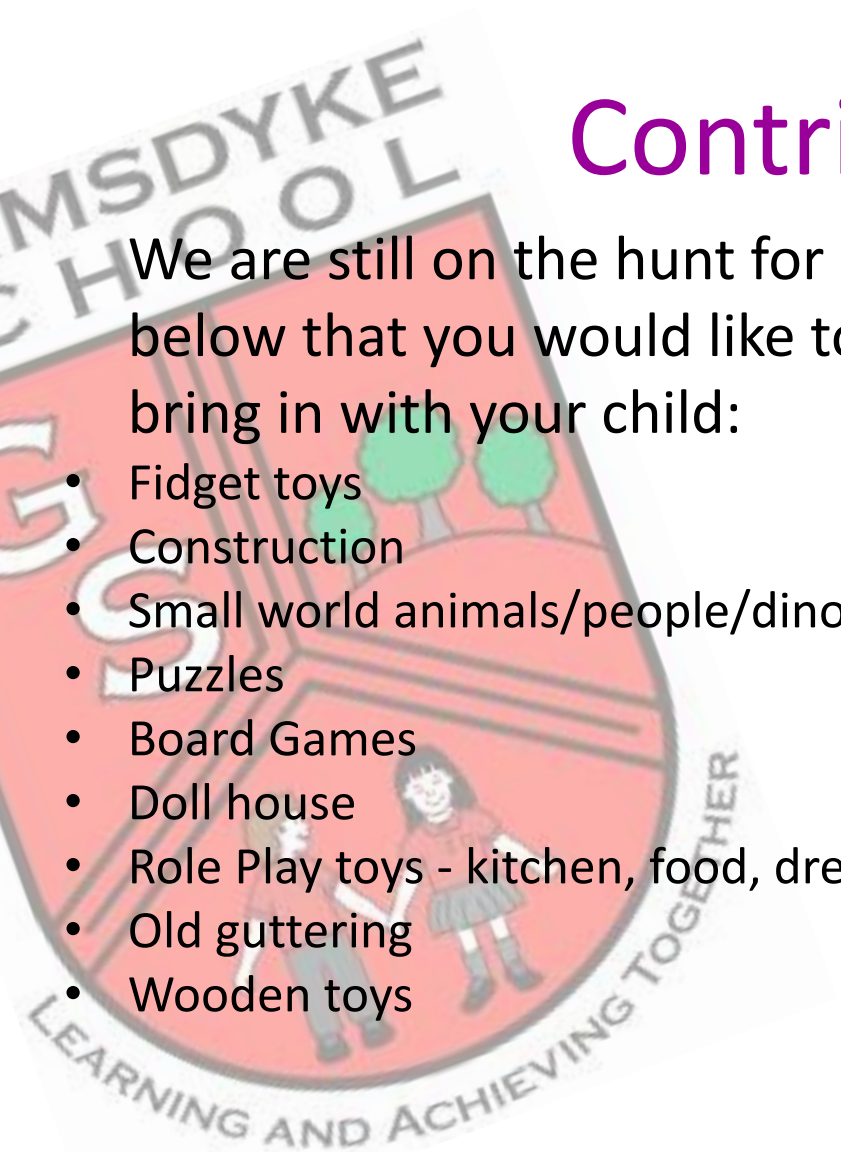 MSDYKE
CHOOL
Contri
We are still on the hunt for
below that you would like to
bring in with your child:
• Fidget toys
• Construction
• Small world animals/people/dino
• Puzzles
• Board Games
• Doll house
• Role Play toys - kitchen, food, dre
• Old guttering
• Wooden toys
GS
LEARNING AND ACHIEVING TOGETHER